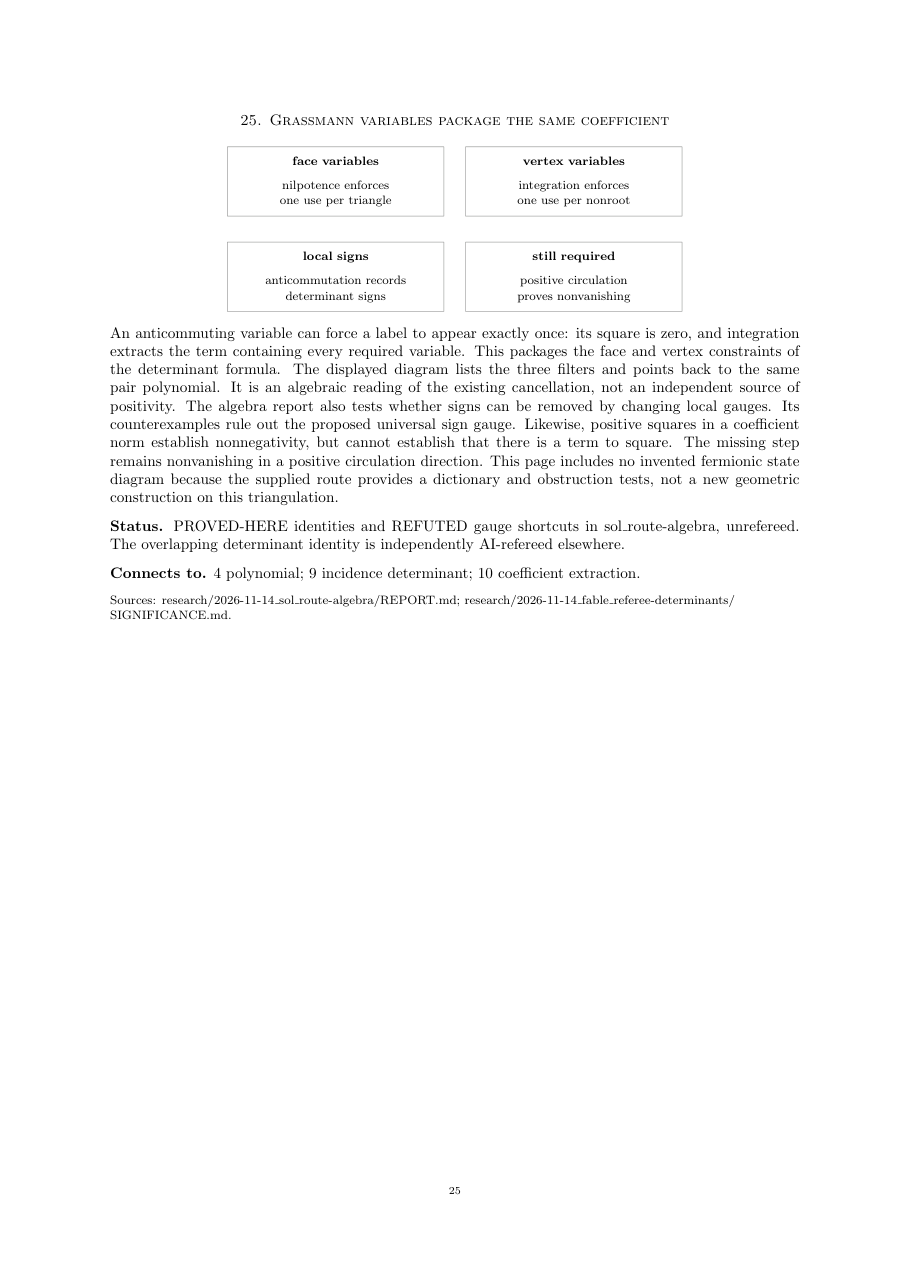 25. Grassmann variables package the same coefficient
face variables
nilpotence enforces
one use per triangle
vertex variables
integration enforces
one use per nonroot
local signs
anticommutation records
determinant signs
still required
positive circulation
proves nonvanishing
An anticommuting variable can force a label to appear exactly once: its square is zero, and integration
extracts the term containing every required variable. This packages the face and vertex constraints of
the determinant formula. The displayed diagram lists the three filters and points back to the same
pair polynomial. It is an algebraic reading of the existing cancellation, not an independent source of
positivity. The algebra report also tests whether signs can be removed by changing local gauges. Its
counterexamples rule out the proposed universal sign gauge. Likewise, positive squares in a coefficient
norm establish nonnegativity, but cannot establish that there is a term to square. The missing step
remains nonvanishing in a positive circulation direction. This page includes no invented fermionic state
diagram because the supplied route provides a dictionary and obstruction tests, not a new geometric
construction on this triangulation.
Status. PROVED-HERE identities and REFUTED gauge shortcuts in sol_route-algebra, unrefereed.
The overlapping determinant identity is independently AI-refereed elsewhere.
Connects to. 4 polynomial; 9 incidence determinant; 10 coefficient extraction.
Sources: research/2026-11-14_sol_route-algebra/REPORT.md; research/2026-11-14_fable_referee-determinants/
SIGNIFICANCE.md.
25